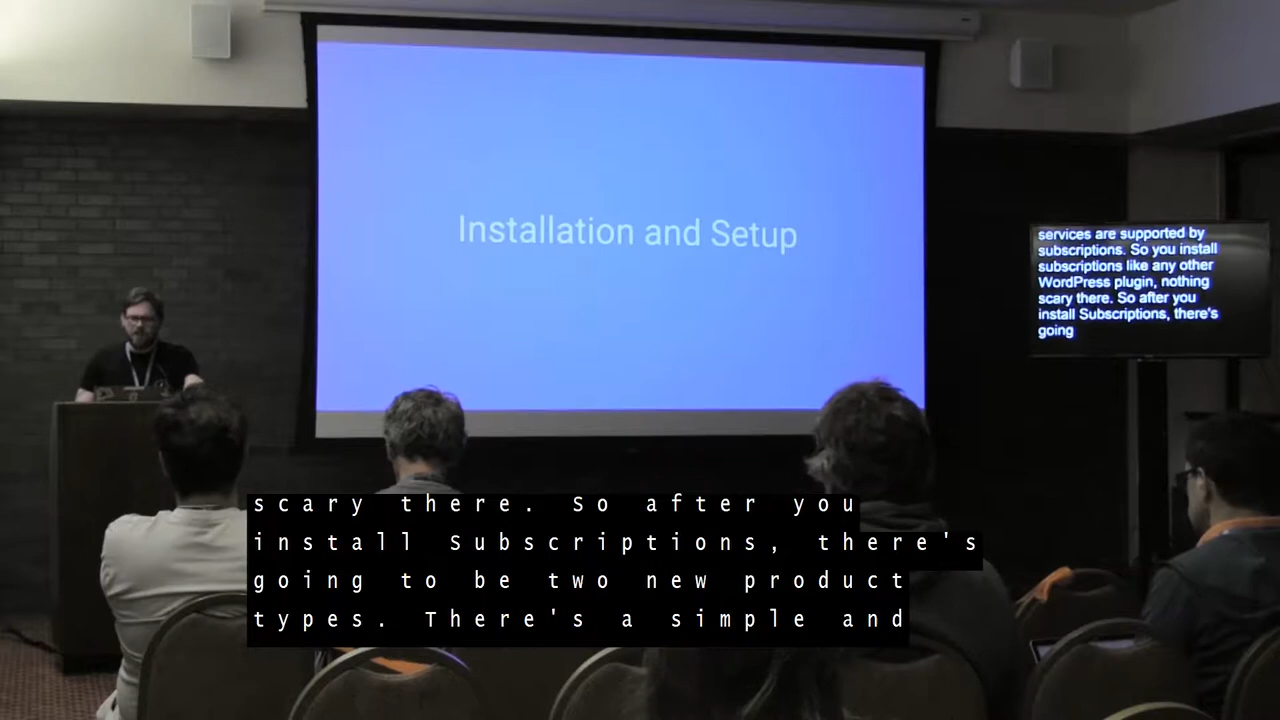 Installation and Setup
services are supported by
subscriptions. So you install
subscriptions like any other
WordPress plugin, nothing
scary there. So after you
install Subscriptions, there's
going
scary there. So after you
install Subscriptions, there's
going to be two new product
types. There's a simple and